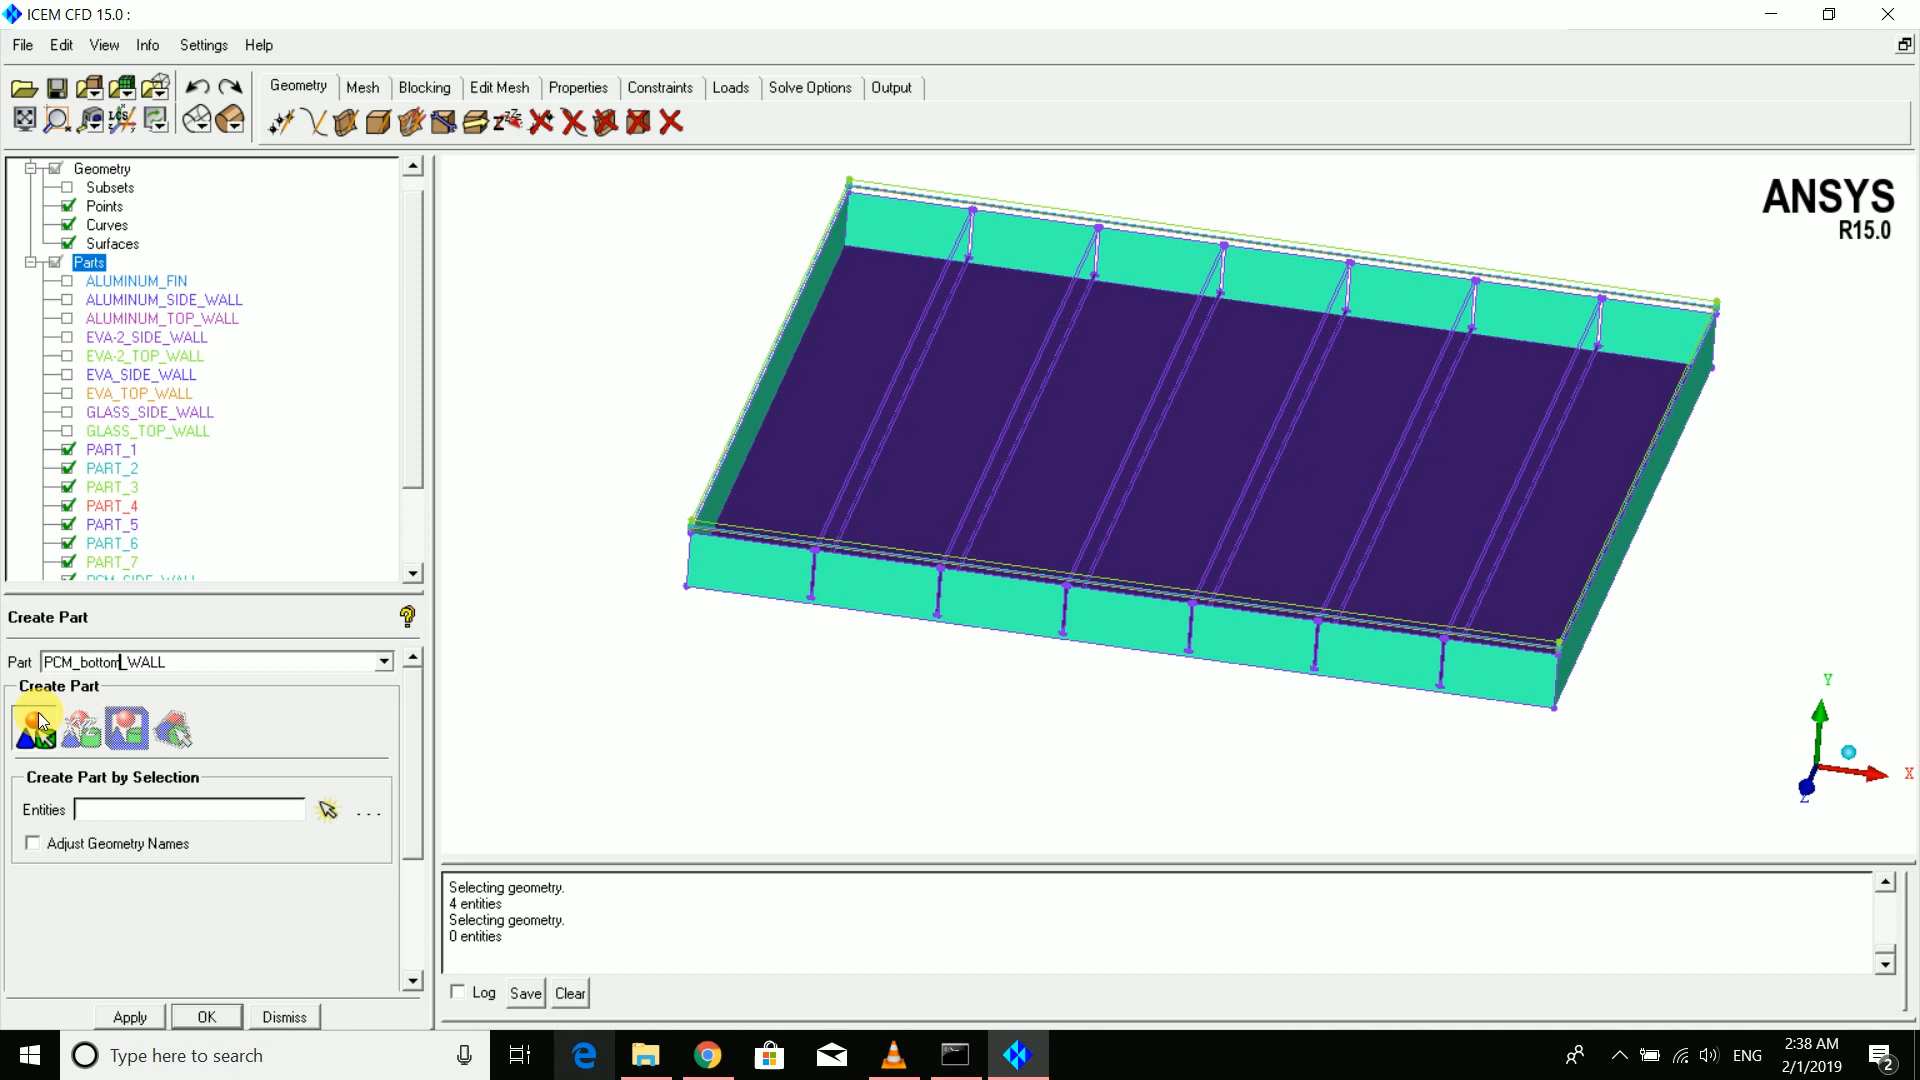 ICEM CFD 15.0 :
File Edit View Info Settings Help
Geometry Mesh Blocking Edit Mesh Properties Constraints Loads Solve Options Output
Geometry
Subsets
Points
Curves
Surfaces
Parts
ALUMINUM_FIN
ALUMINUM_SIDE_WALL
ALUMINUM_TOP_WALL
EVA-2_SIDE_WALL
EVA-2_TOP_WALL
EVA_SIDE_WALL
EVA_TOP_WALL
GLASS_SIDE_WALL
GLASS_TOP_WALL
PART_1
PART_2
PART_3
PART_4
PART_5
PART_6
PART_7
PCM_SIDE_WALL
Create Part
Part PCM_bottom_WALL
Create Part
Create Part by Selection
Entities
...
Adjust Geometry Names
Apply OK Dismiss
ANSYS
R15.0
Y
X
Z
Selecting geometry.
4 entities
Selecting geometry.
0 entities
Log Save Clear
Type here to search
ENG
2:38 AM
2/1/2019
2